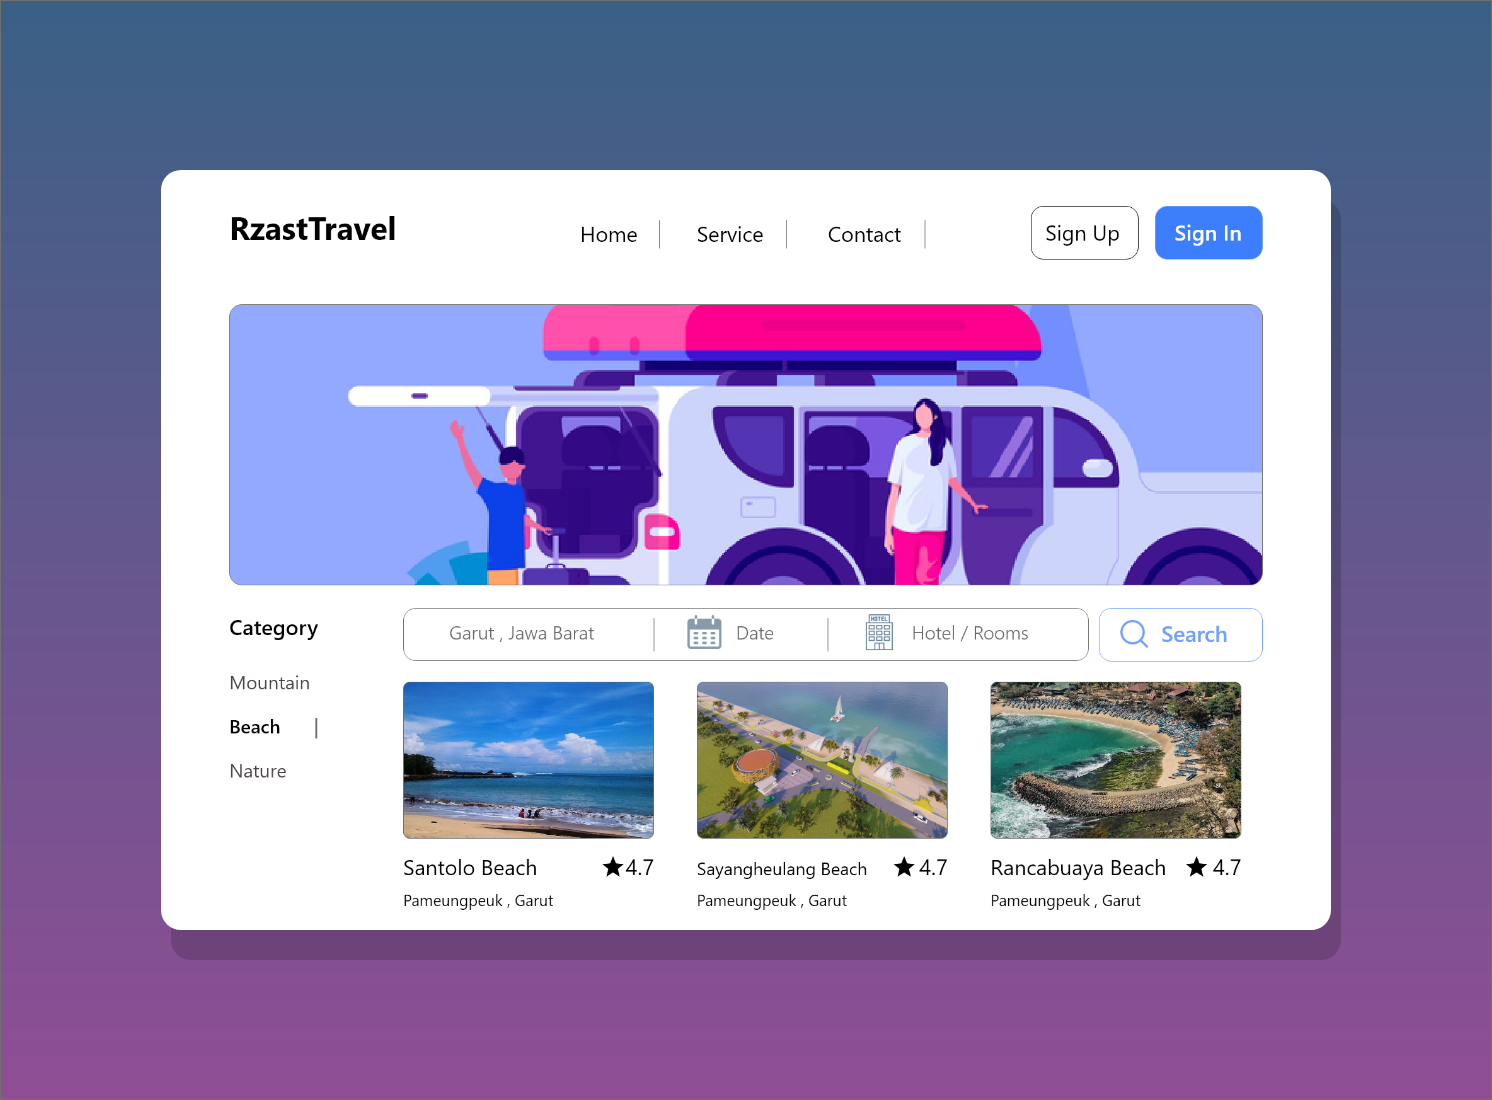 RzastTravel
Home
Service
Contact
Sign Up
Sign In
Category
Garut , Jawa Barat
Date
HOTEL
Hotel / Rooms
Search
Mountain
Beach
Nature
Santolo Beach
4.7
Pameungpeuk , Garut
Sayangheulang Beach
4.7
Pameungpeuk , Garut
Rancabuaya Beach
4.7
Pameungpeuk , Garut